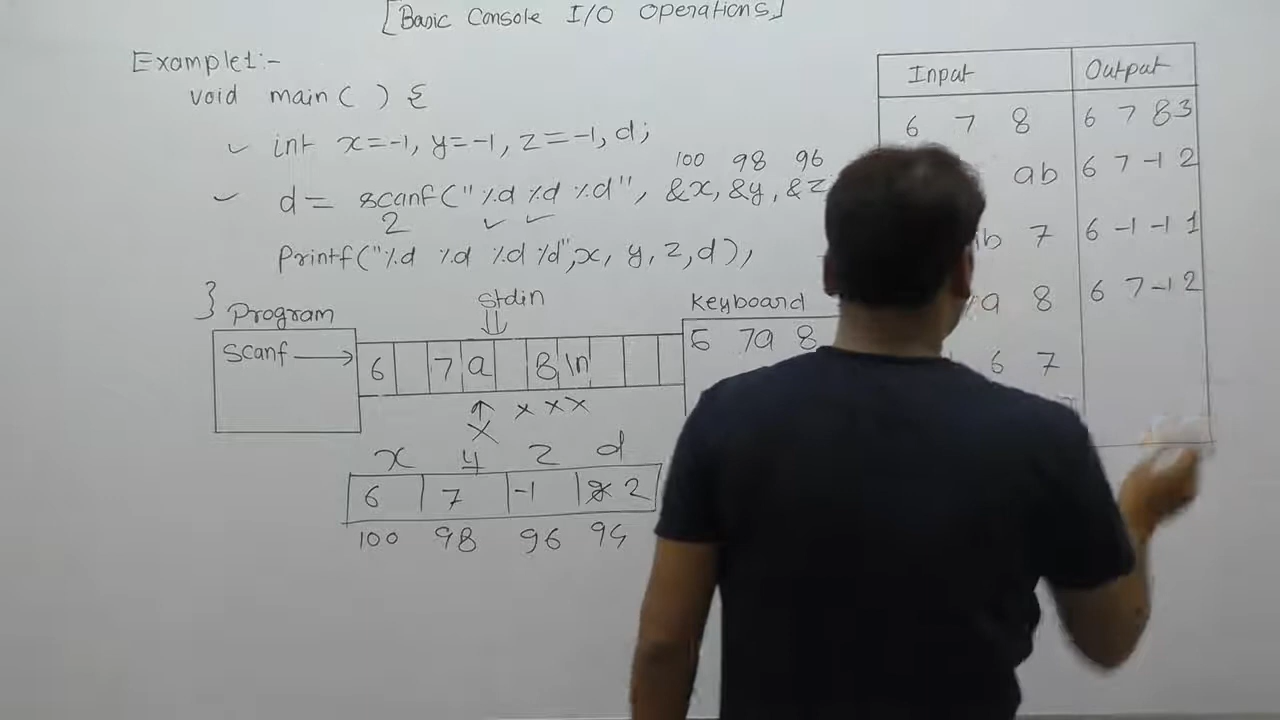 [Basic Console I/O Operations]
Example1:-
void main( ) {
int x=-1, y=-1, z=-1, d;
100 98 96
d = scanf("%d %d %d", &x, &y, &z
2
Printf("%d %d %d %d",x, y, z, d);
}
Program
stdin
Keyboard
scanf
6 7 a 8 \n
6 7a 8
x y z d
6 7 -1 2
100 98 96 94
Input Output
6 7 8 6 7 8 3
ab 6 7 -1 2
7 6 -1 -1 1
a 8 6 7 -1 2
6 7